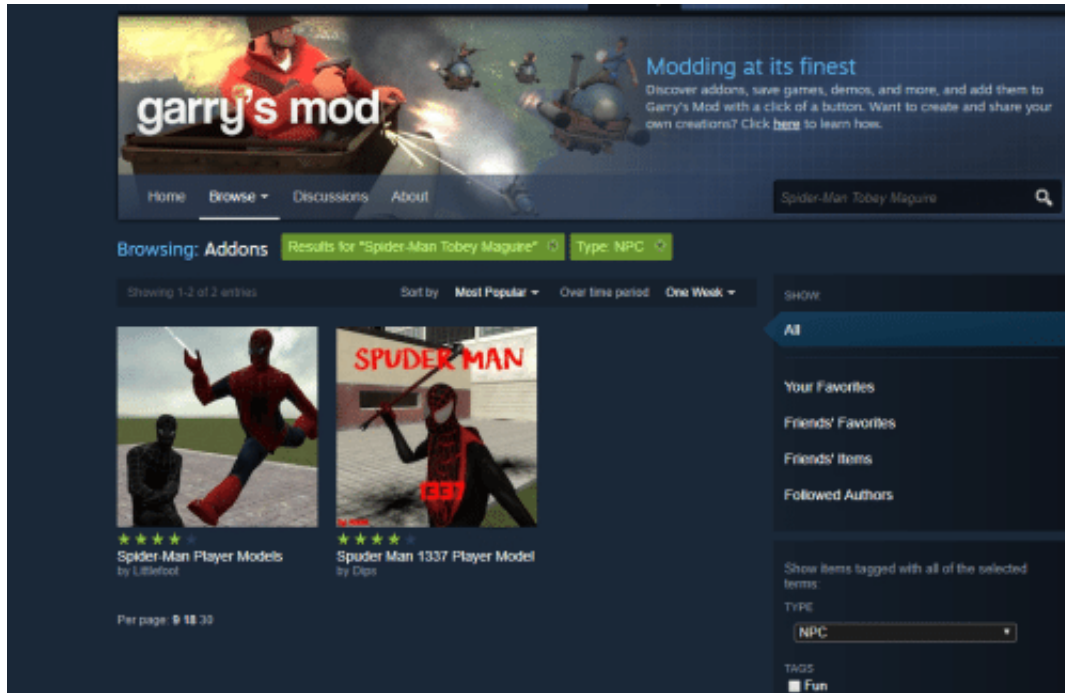 garry's mod
Modding at its finest
Discover addons, save games, demos, and more, and add them to
Garry's Mod with a click of a button. Want to create and share your
own creations? Click here to learn how.
Home Browse Discussions About
Spider-Man Tobey Maguire
Browsing: Addons Results for "Spider-Man Tobey Maguire" Type: NPC
Showing 1-2 of 2 entries Sort by Most Popular Over time period One Week
SHOW:
All
Your Favorites
Friends' Favorites
Friends' Items
Followed Authors
SPUDER MAN
Spider-Man Player Models
by Littlefoot
Spuder Man 1337 Player Model
by Dips
Per page: 9 18 30
Show items tagged with all of the selected
terms:
TYPE
NPC
TAGS
Fun